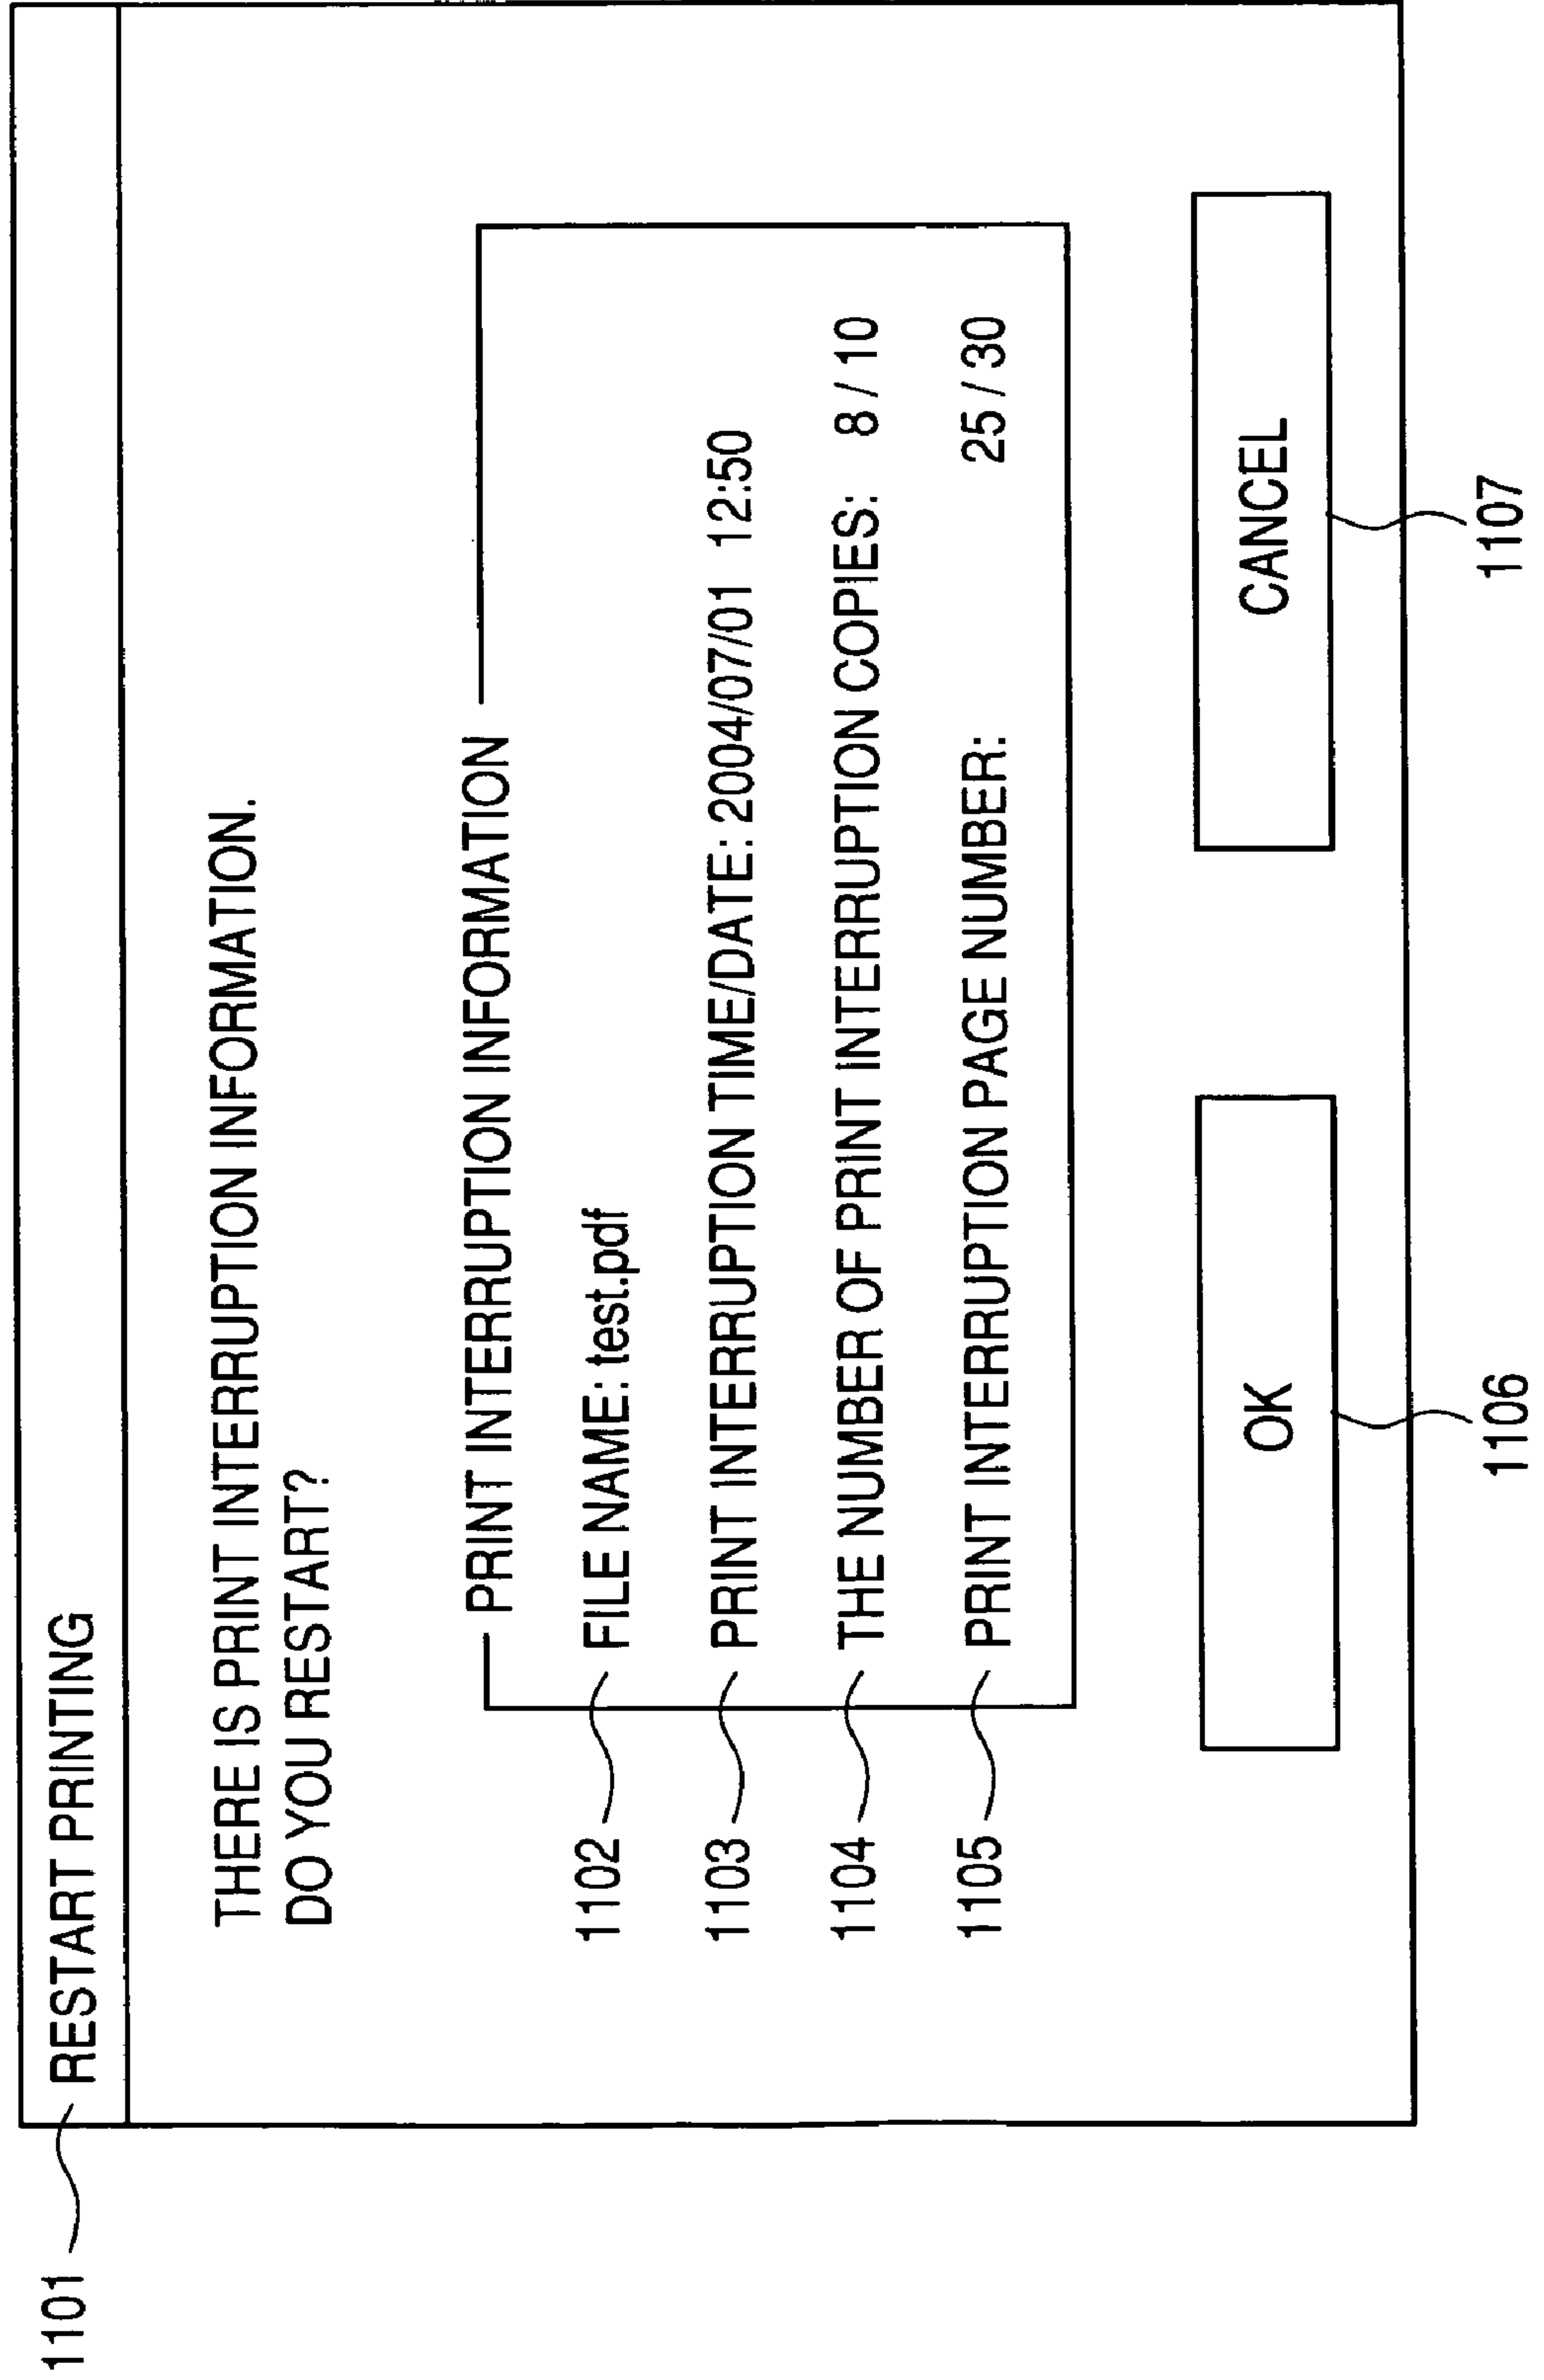 1101 RESTART PRINTING
THERE IS PRINT INTERRUPTION INFORMATION.
DO YOU RESTART?
PRINT INTERRUPTION INFORMATION
1102 FILE NAME: test.pdf
1103 PRINT INTERRUPTION TIME/DATE: 2004/07/01 12:50
1104 THE NUMBER OF PRINT INTERRUPTION COPIES: 8 / 10
1105 PRINT INTERRUPTION PAGE NUMBER: 25 / 30
OK CANCEL
1106 1107